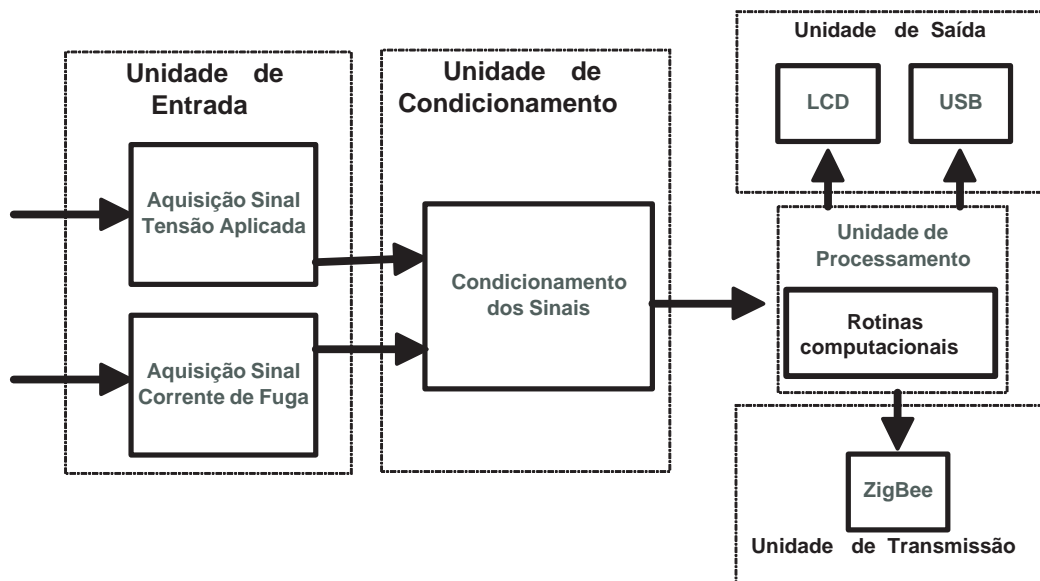 Unidade de
Entrada
Aquisição Sinal
Tensão Aplicada
Aquisição Sinal
Corrente de Fuga
Unidade de
Condicionamento
Condicionamento
dos Sinais
Unidade de Saída
LCD
USB
Unidade de
Processamento
Rotinas
computacionais
ZigBee
Unidade de Transmissão